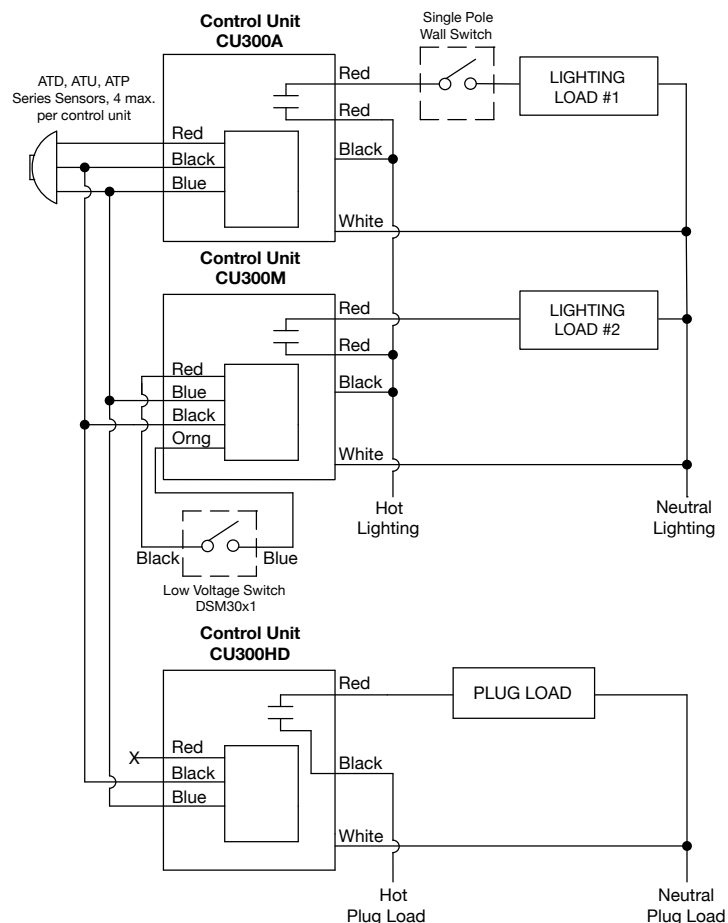 Control Unit
CU300A
Single Pole
Wall Switch
ATD, ATU, ATP
Series Sensors, 4 max.
per control unit
Red
LIGHTING
LOAD #1
Red
Red
Black
Black
Blue
White
Control Unit
CU300M
Red
LIGHTING
LOAD #2
Red
Red
Black
Blue
Black
Orng
White
Hot
Lighting
Neutral
Lighting
Black
Blue
Low Voltage Switch
DSM30x1
Control Unit
CU300HD
Red
PLUG LOAD
X
Red
Black
Black
Blue
White
Hot
Plug Load
Neutral
Plug Load